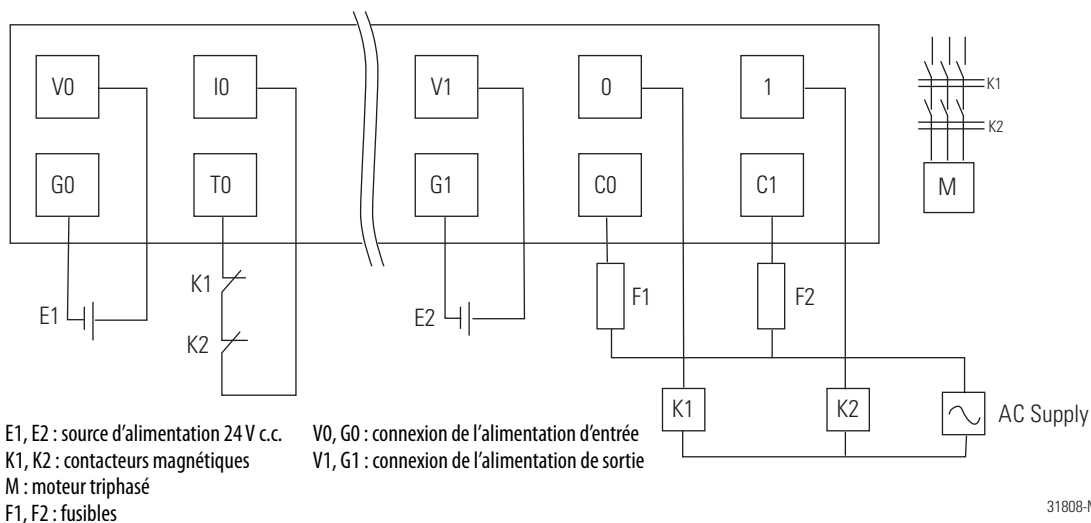 V0
I0
V1
0
1
K1
K2
G0
T0
G1
C0
C1
M
K1
E1
K2
E2
F1
F2
K1
K2
AC Supply
E1, E2 : source d'alimentation 24 V c.c.
K1, K2 : contacteurs magnétiques
M : moteur triphasé
F1, F2 : fusibles
V0, G0 : connexion de l'alimentation d'entrée
V1, G1 : connexion de l'alimentation de sortie